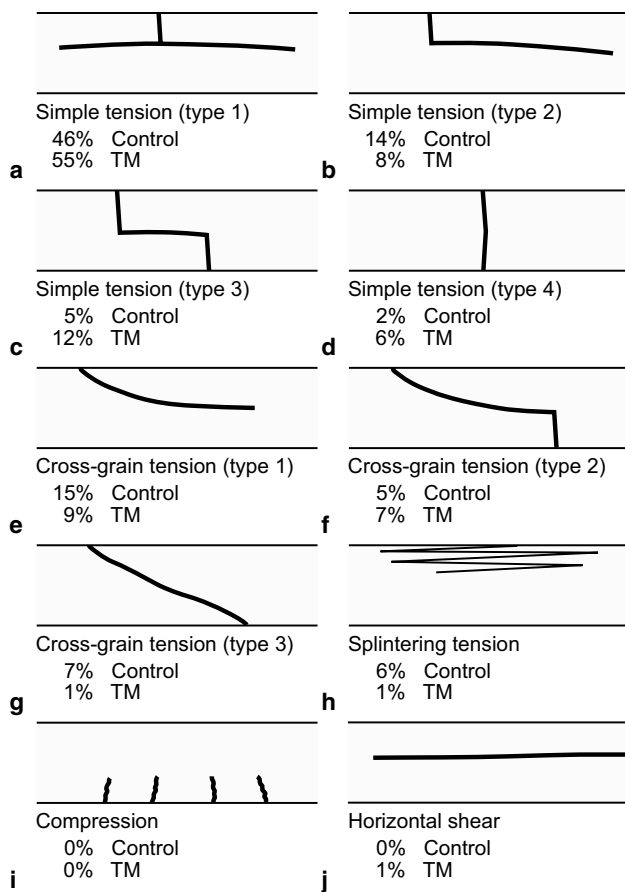 Simple tension (type 1)
46% Control
55% TM
a
Simple tension (type 2)
14% Control
8% TM
b
Simple tension (type 3)
5% Control
12% TM
c
Simple tension (type 4)
2% Control
6% TM
d
Cross-grain tension (type 1)
15% Control
9% TM
e
Cross-grain tension (type 2)
5% Control
7% TM
f
Cross-grain tension (type 3)
7% Control
1% TM
g
Splintering tension
6% Control
1% TM
h
Compression
0% Control
0% TM
i
Horizontal shear
0% Control
1% TM
j